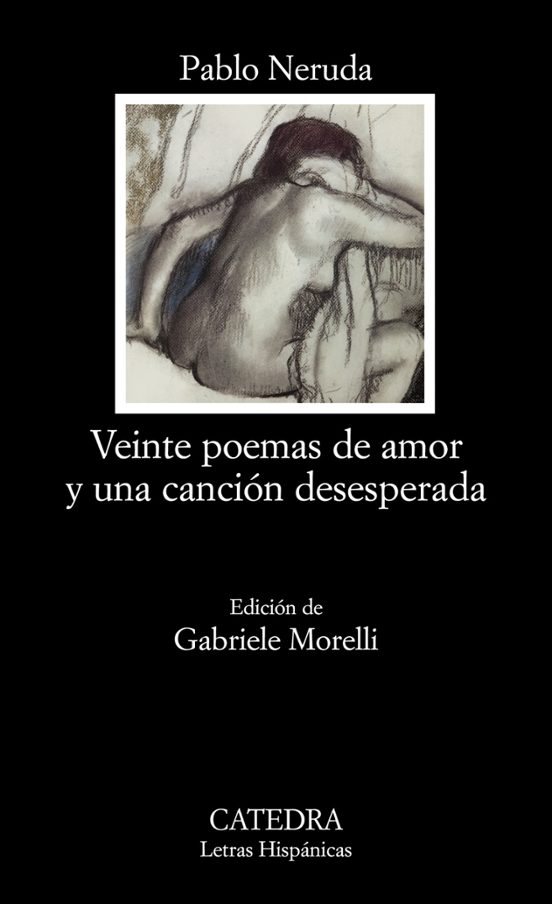 Pablo Neruda
Veinte poemas de amor
y una canción desesperada
Edición de
Gabriele Morelli
CATEDRA
Letras Hispánicas